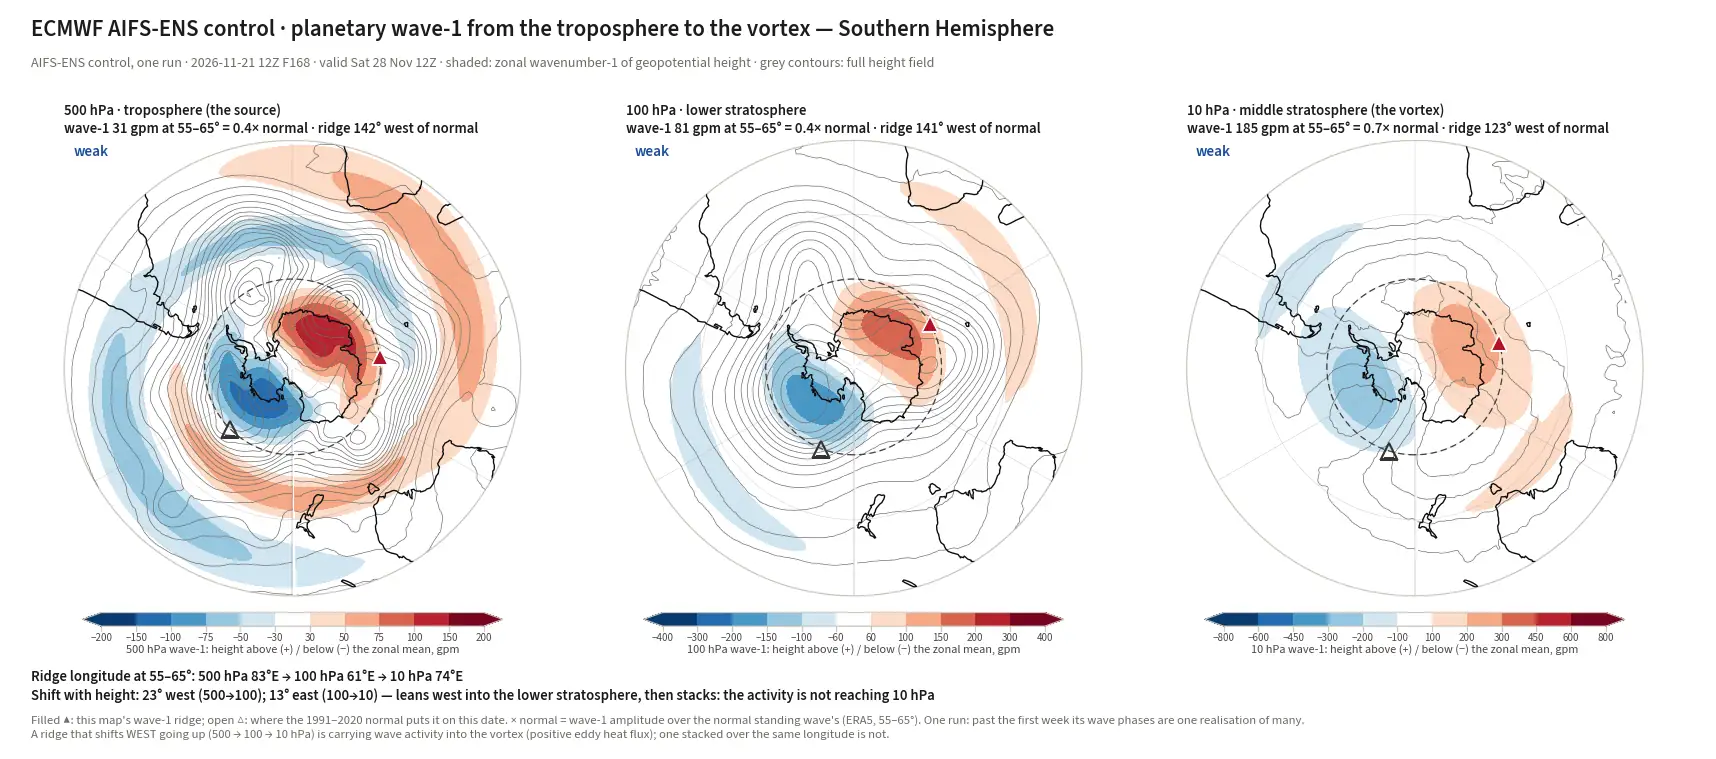 ECMWF AIFS-ENS control · planetary wave-1 from the troposphere to the vortex — Southern Hemisphere
AIFS-ENS control, one run · 2026-11-21 12Z F168 · valid Sat 28 Nov 12Z · shaded: zonal wavenumber-1 of geopotential height · grey contours: full height field
500 hPa · troposphere (the source)
wave-1 31 gpm at 55–65° = 0.4× normal · ridge 142° west of normal
weak
100 hPa · lower stratosphere
wave-1 81 gpm at 55–65° = 0.4× normal · ridge 141° west of normal
weak
10 hPa · middle stratosphere (the vortex)
wave-1 185 gpm at 55–65° = 0.7× normal · ridge 123° west of normal
weak
−200 −150 −100 −75 −50 −30 30 50 75 100 150 200
500 hPa wave-1: height above (+) / below (−) the zonal mean, gpm
−400 −300 −200 −150 −100 −60 60 100 150 200 300 400
100 hPa wave-1: height above (+) / below (−) the zonal mean, gpm
−800 −600 −450 −300 −200 −100 100 200 300 450 600 800
10 hPa wave-1: height above (+) / below (−) the zonal mean, gpm
Ridge longitude at 55–65°: 500 hPa 83°E → 100 hPa 61°E → 10 hPa 74°E
Shift with height: 23° west (500→100); 13° east (100→10) — leans west into the lower stratosphere, then stacks: the activity is not reaching 10 hPa
Filled ▲: this map's wave-1 ridge; open △: where the 1991–2020 normal puts it on this date. × normal = wave-1 amplitude over the normal standing wave's (ERA5, 55–65°). One run: past the first week its wave phases are one realisation of many.
A ridge that shifts WEST going up (500 → 100 → 10 hPa) is carrying wave activity into the vortex (positive eddy heat flux); one stacked over the same longitude is not.